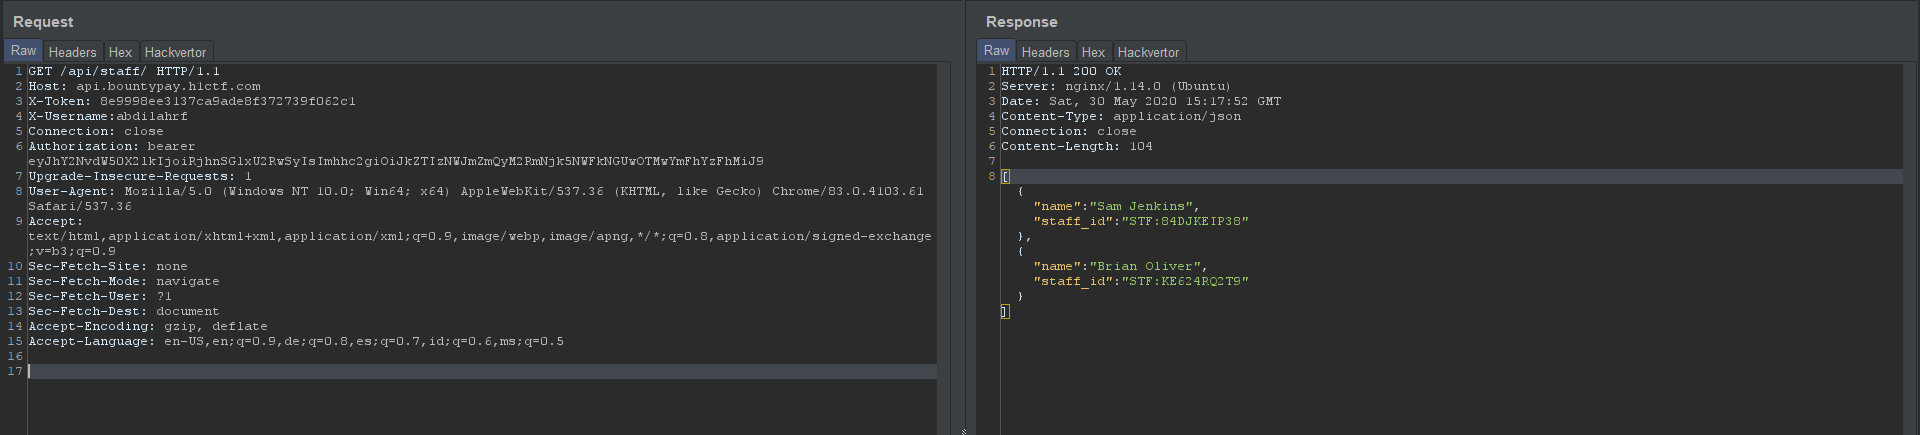 Request
Raw Headers Hex Hackvertor
1 GET /api/staff/ HTTP/1.1
2 Host: api.bountypay.h1ctf.com
3 X-Token: 8e9998ee3137ca9ade8f372739f062c1
4 X-Username:abdilahrf
5 Connection: close
6 Authorization: bearer
eyJhY2NvdW50X2lkIjoiRjhnSGlxU2RwSyIsImhhc2giOiJkZTIzNWJmZmQyM2RmNjk5NWFkNGUwOTMwYmFhYzFhMiJ9
7 Upgrade-Insecure-Requests: 1
8 User-Agent: Mozilla/5.0 (Windows NT 10.0; Win64; x64) AppleWebKit/537.36 (KHTML, like Gecko) Chrome/83.0.4103.61
Safari/537.36
9 Accept:
text/html,application/xhtml+xml,application/xml;q=0.9,image/webp,image/apng,*/*;q=0.8,application/signed-exchange
;v=b3;q=0.9
10 Sec-Fetch-Site: none
11 Sec-Fetch-Mode: navigate
12 Sec-Fetch-User: ?1
13 Sec-Fetch-Dest: document
14 Accept-Encoding: gzip, deflate
15 Accept-Language: en-US,en;q=0.9,de;q=0.8,es;q=0.7,id;q=0.6,ms;q=0.5
16
17
Response
Raw Headers Hex Hackvertor
1 HTTP/1.1 200 OK
2 Server: nginx/1.14.0 (Ubuntu)
3 Date: Sat, 30 May 2020 15:17:52 GMT
4 Content-Type: application/json
5 Connection: close
6 Content-Length: 104
7
8 [
{
"name":"Sam Jenkins",
"staff_id":"STF:84DJKEIP38"
},
{
"name":"Brian Oliver",
"staff_id":"STF:KE624RQ2T9"
}
]